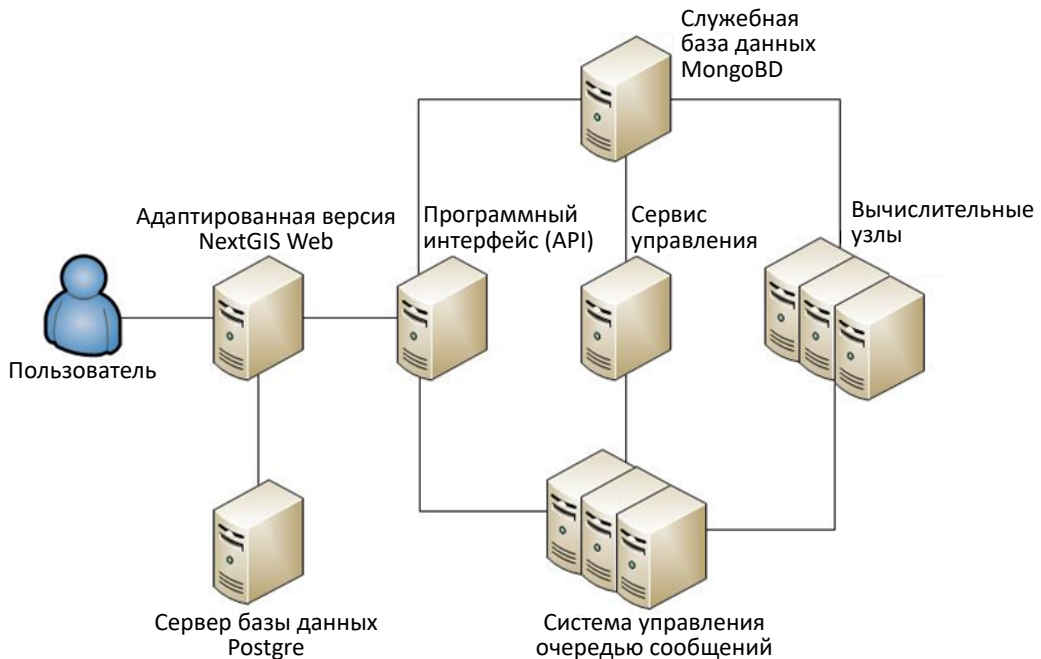 Служебная
база данных
MongoBD
Адаптированная версия
NextGIS Web
Программный
интерфейс (API)
Сервис
управления
Вычислительные
узлы
Пользователь
Сервер базы данных
Postgre
Система управления
очередью сообщений